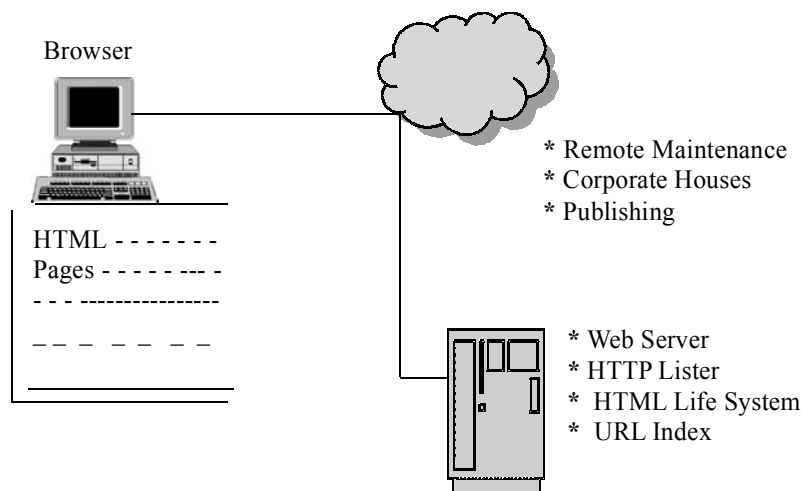 Browser
* Remote Maintenance
* Corporate Houses
* Publishing
HTML - - - - - - -
Pages - - - - - --- -
- - - ----------------
_ _ _ _ _ _
* Web Server
* HTTP Lister
* HTML Life System
* URL Index